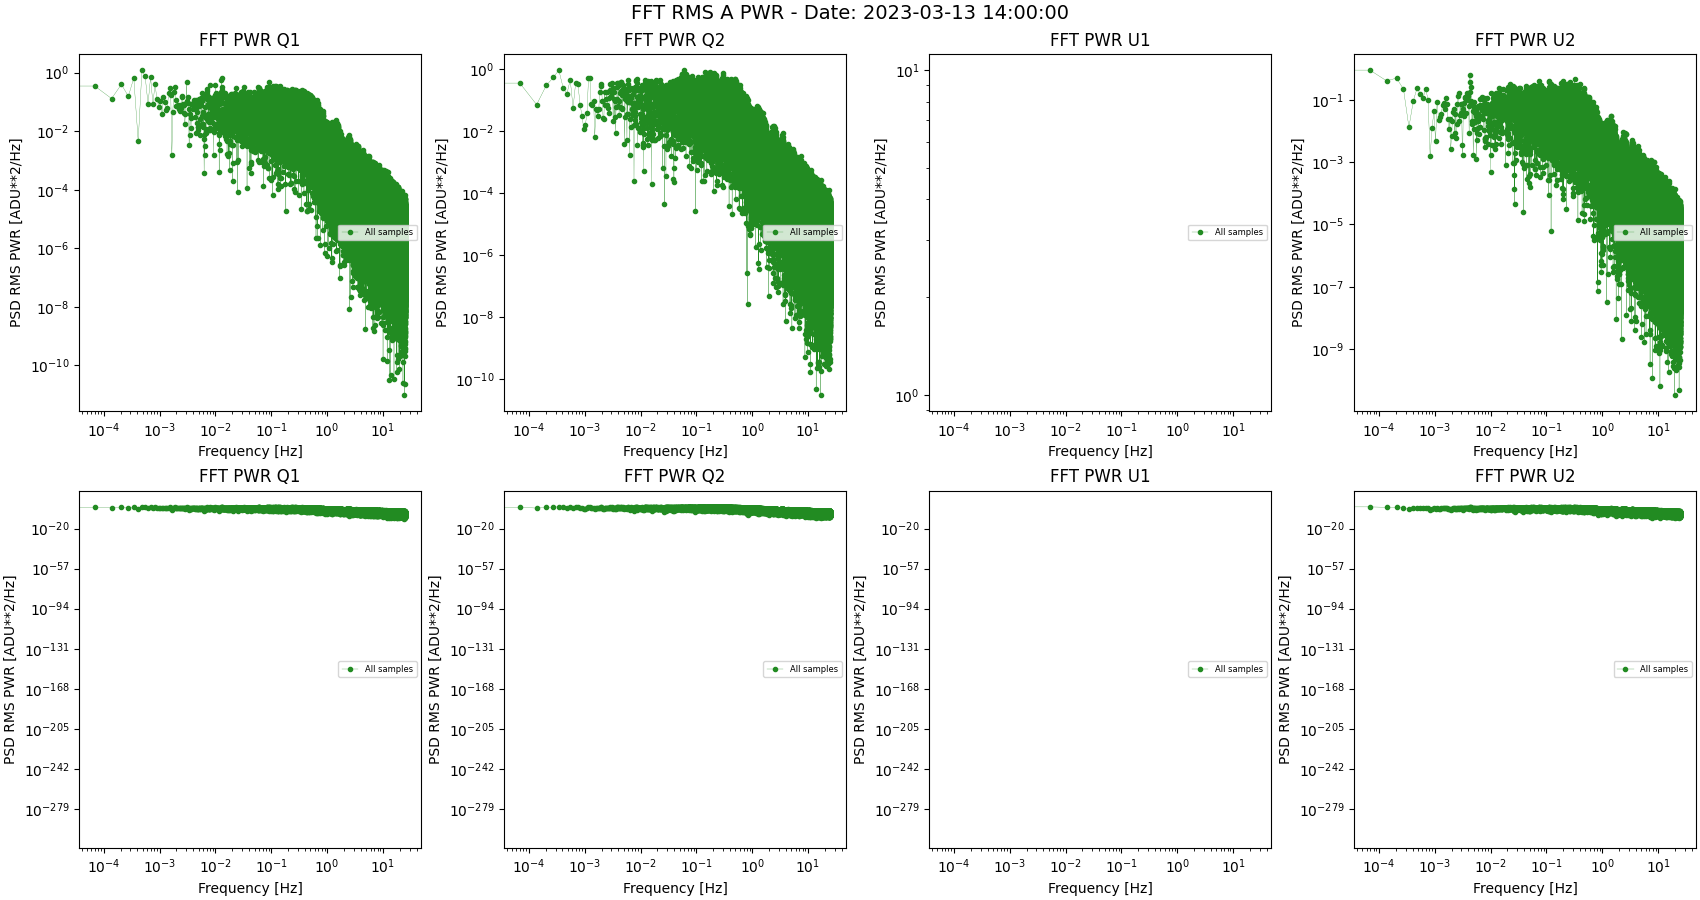 FFT RMS A PWR - Date: 2023-03-13 14:00:00
FFT PWR Q1
FFT PWR Q2
FFT PWR U1
FFT PWR U2
PSD RMS PWR [ADU**2/Hz]
10^0
10^-2
10^-4
10^-6
10^-8
10^-10
All samples
10^-4 10^-3 10^-2 10^-1 10^0 10^1
Frequency [Hz]
PSD RMS PWR [ADU**2/Hz]
10^0
10^-2
10^-4
10^-6
10^-8
10^-10
All samples
10^-4 10^-3 10^-2 10^-1 10^0 10^1
Frequency [Hz]
PSD RMS PWR [ADU**2/Hz]
10^1
10^0
All samples
10^-4 10^-3 10^-2 10^-1 10^0 10^1
Frequency [Hz]
PSD RMS PWR [ADU**2/Hz]
10^-1
10^-3
10^-5
10^-7
10^-9
All samples
10^-4 10^-3 10^-2 10^-1 10^0 10^1
Frequency [Hz]
FFT PWR Q1
FFT PWR Q2
FFT PWR U1
FFT PWR U2
PSD RMS PWR [ADU**2/Hz]
10^-20
10^-57
10^-94
10^-131
10^-168
10^-205
10^-242
10^-279
All samples
10^-4 10^-3 10^-2 10^-1 10^0 10^1
Frequency [Hz]
PSD RMS PWR [ADU**2/Hz]
10^-20
10^-57
10^-94
10^-131
10^-168
10^-205
10^-242
10^-279
All samples
10^-4 10^-3 10^-2 10^-1 10^0 10^1
Frequency [Hz]
PSD RMS PWR [ADU**2/Hz]
10^-20
10^-57
10^-94
10^-131
10^-168
10^-205
10^-242
10^-279
All samples
10^-4 10^-3 10^-2 10^-1 10^0 10^1
Frequency [Hz]
PSD RMS PWR [ADU**2/Hz]
10^-20
10^-57
10^-94
10^-131
10^-168
10^-205
10^-242
10^-279
All samples
10^-4 10^-3 10^-2 10^-1 10^0 10^1
Frequency [Hz]